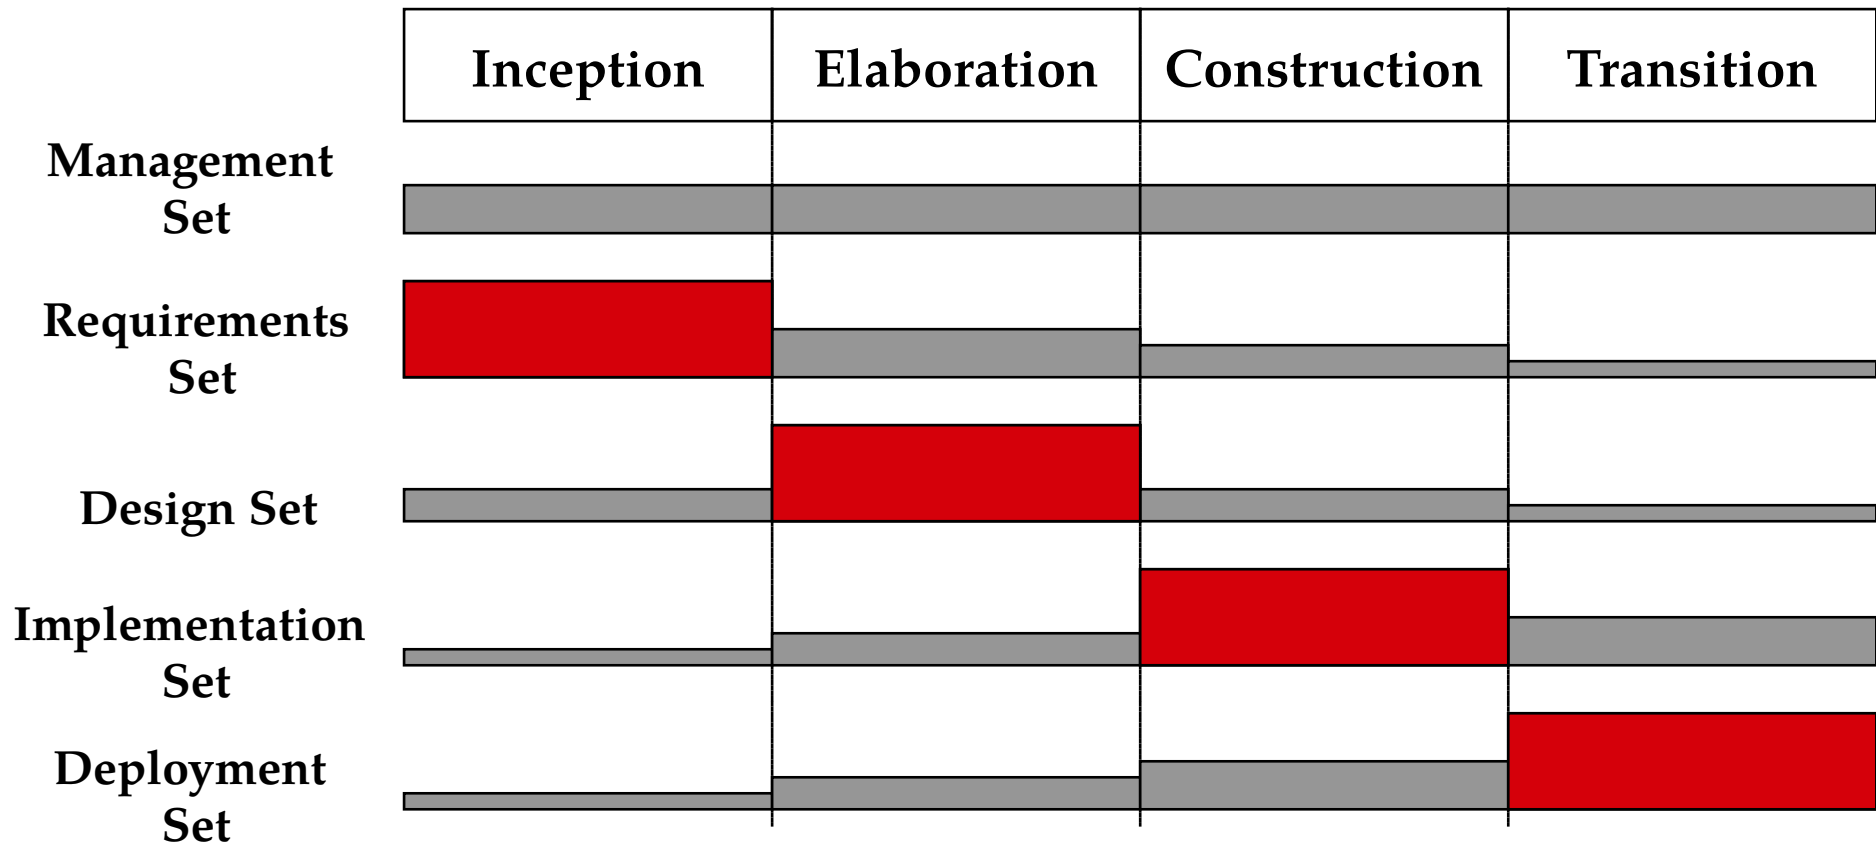 Inception Elaboration Construction Transition
Management
Set
Requirements
Set
Design Set
Implementation
Set
Deployment
Set